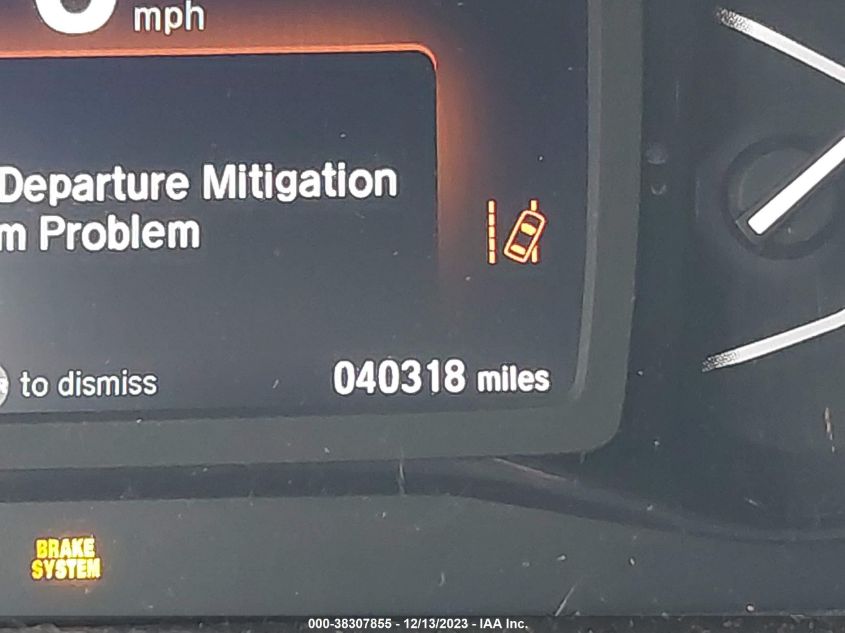 mph
Departure Mitigation
m Problem
to dismiss
040318 miles
BRAKE
SYSTEM
000-38307855 - 12/13/2023 - IAA Inc.